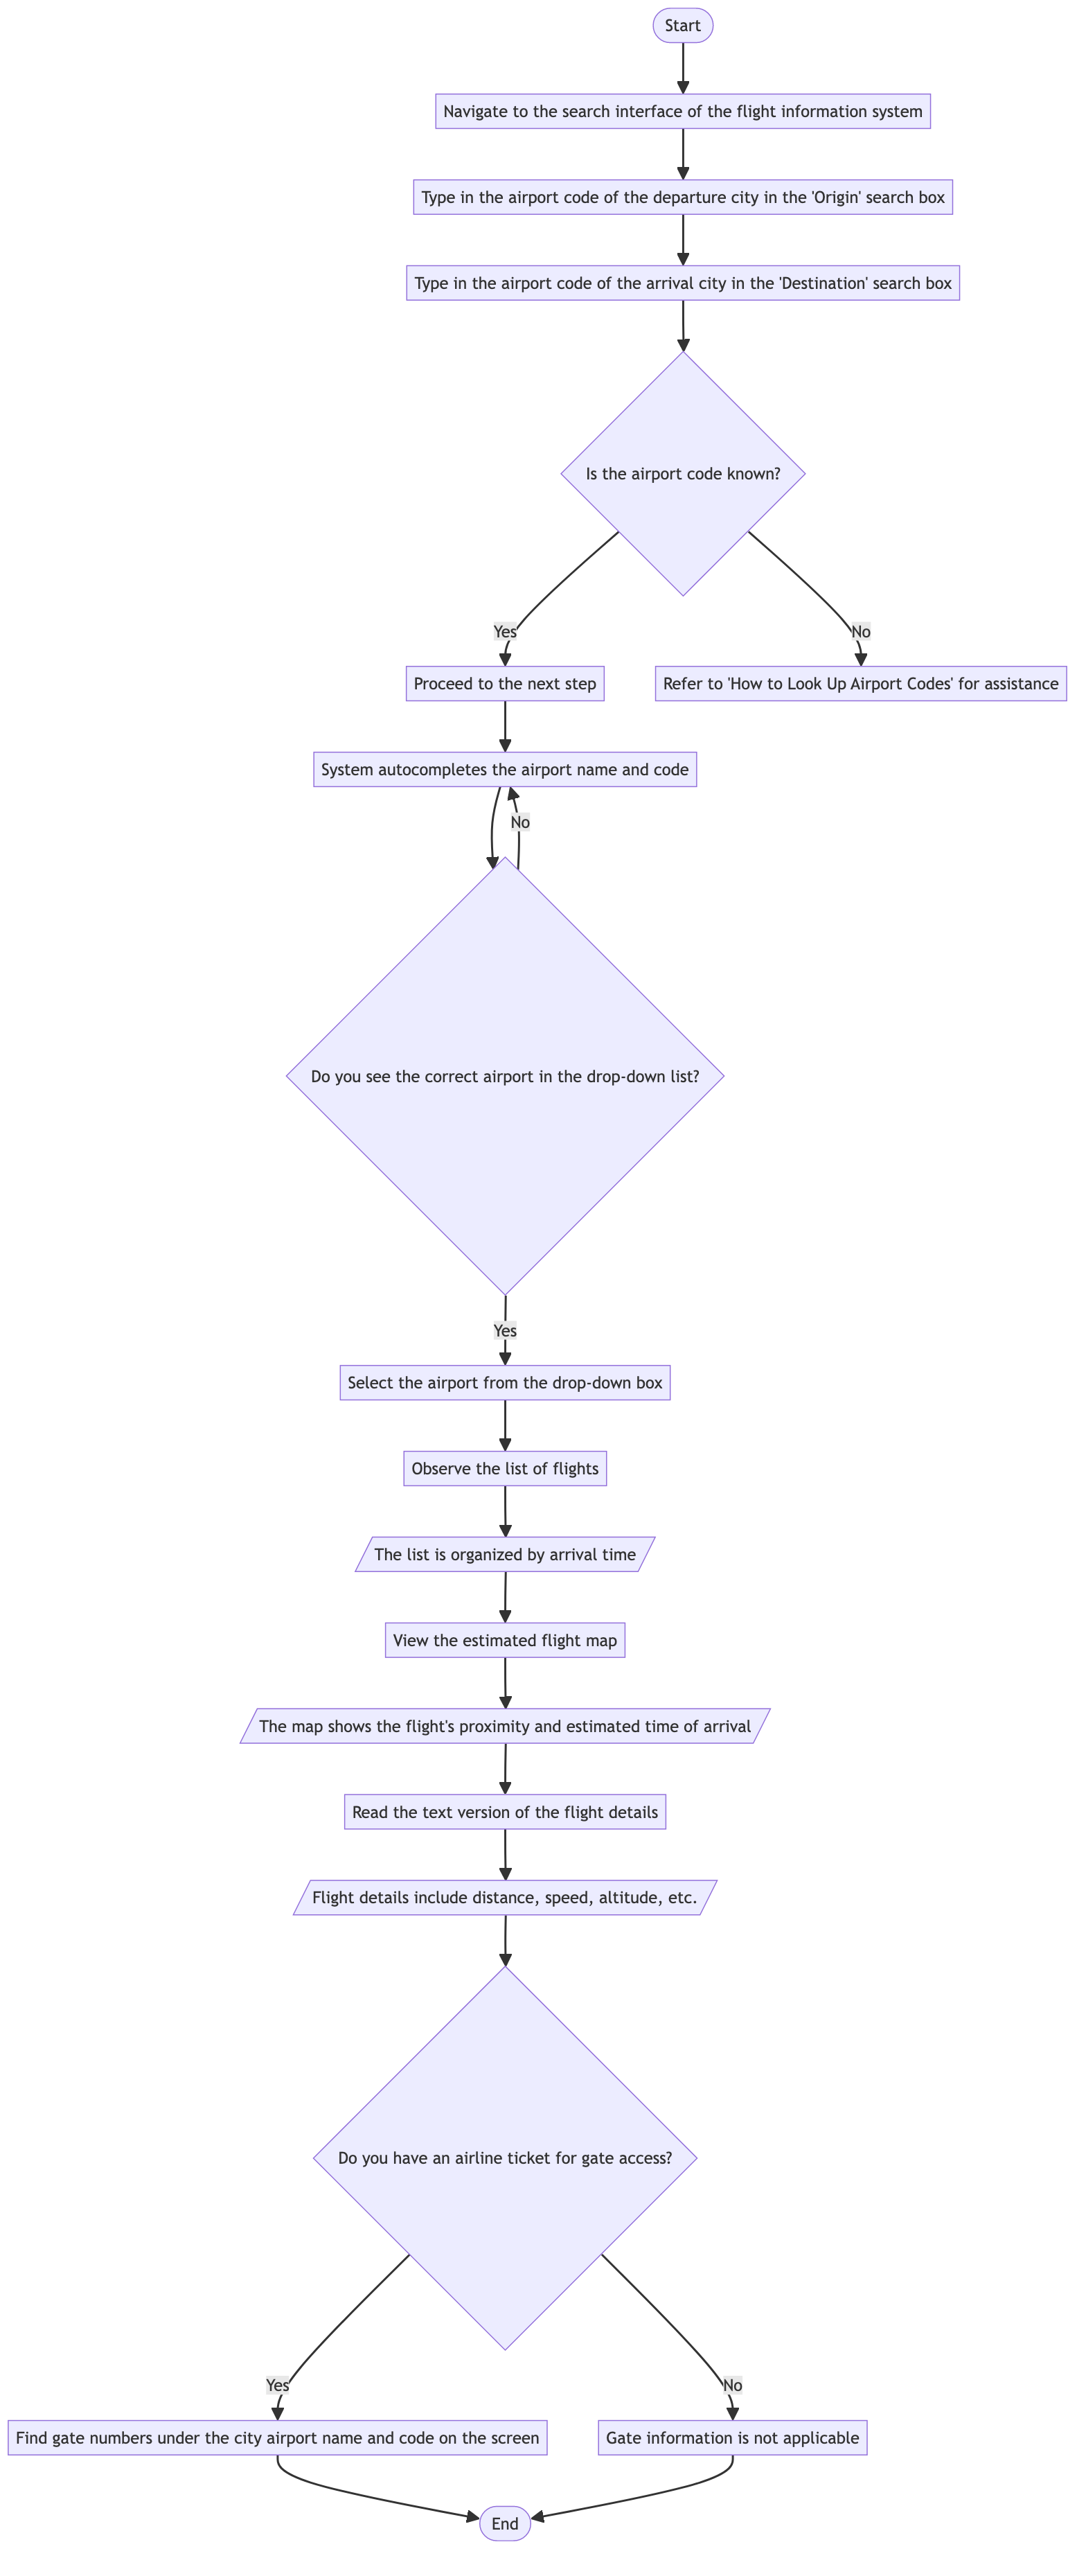 Start
Navigate to the search interface of the flight information system
Type in the airport code of the departure city in the 'Origin' search box
Type in the airport code of the arrival city in the 'Destination' search box
Is the airport code known?
Yes
No
Proceed to the next step
Refer to 'How to Look Up Airport Codes' for assistance
System autocompletes the airport name and code
No
Do you see the correct airport in the drop-down list?
Yes
Select the airport from the drop-down box
Observe the list of flights
The list is organized by arrival time
View the estimated flight map
The map shows the flight's proximity and estimated time of arrival
Read the text version of the flight details
Flight details include distance, speed, altitude, etc.
Do you have an airline ticket for gate access?
Yes
No
Find gate numbers under the city airport name and code on the screen
Gate information is not applicable
End